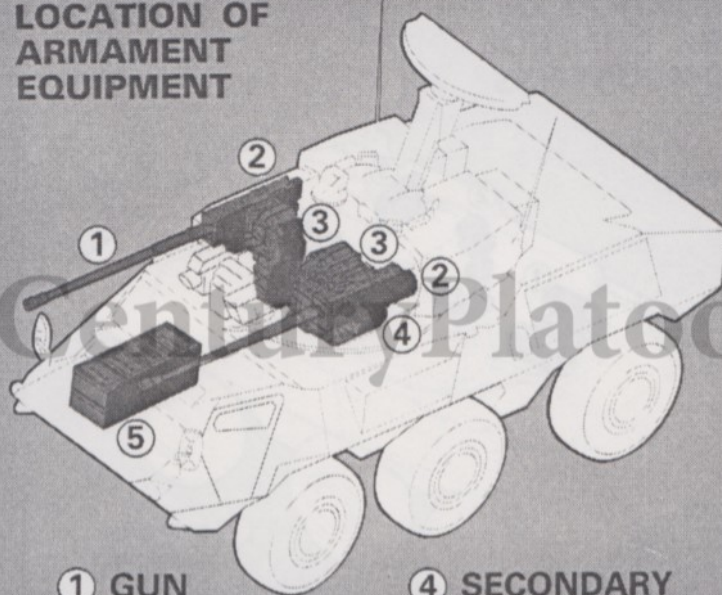 LOCATION OF
ARMAMENT
EQUIPMENT
②
①
③
③
②
CenturyPlatoo
④
⑤
① GUN
④ SECONDARY